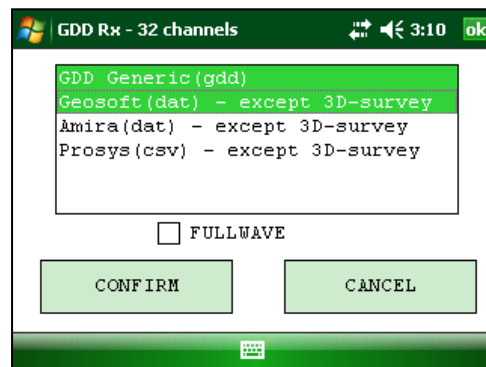 GDD Rx - 32 channels 3:10 ok
GDD Generic(gdd)
Geosoft(dat) - except 3D-survey
Amira(dat) - except 3D-survey
Prosys(csv) - except 3D-survey
FULLWAVE
CONFIRM CANCEL